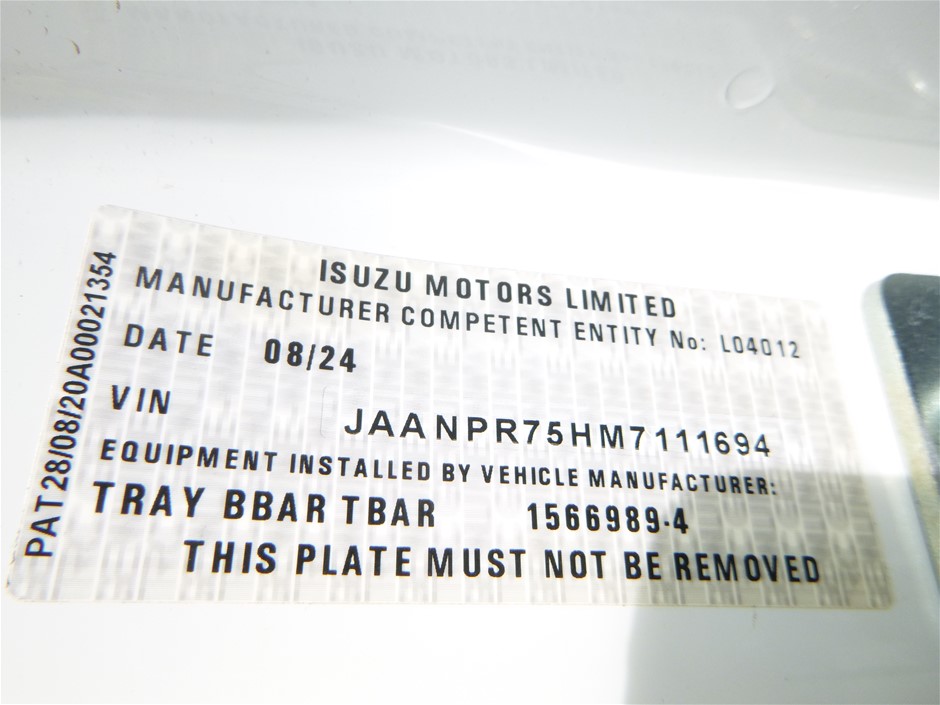 ISUZU MOTORS LIMITED
MANUFACTURER COMPETENT ENTITY No: L04012
DATE 08/24
VIN JAANPR75HM7111694
EQUIPMENT INSTALLED BY VEHICLE MANUFACTURER:
TRAY BBAR TBAR 1566989-4
THIS PLATE MUST NOT BE REMOVED
PAT28/08/20A00021354